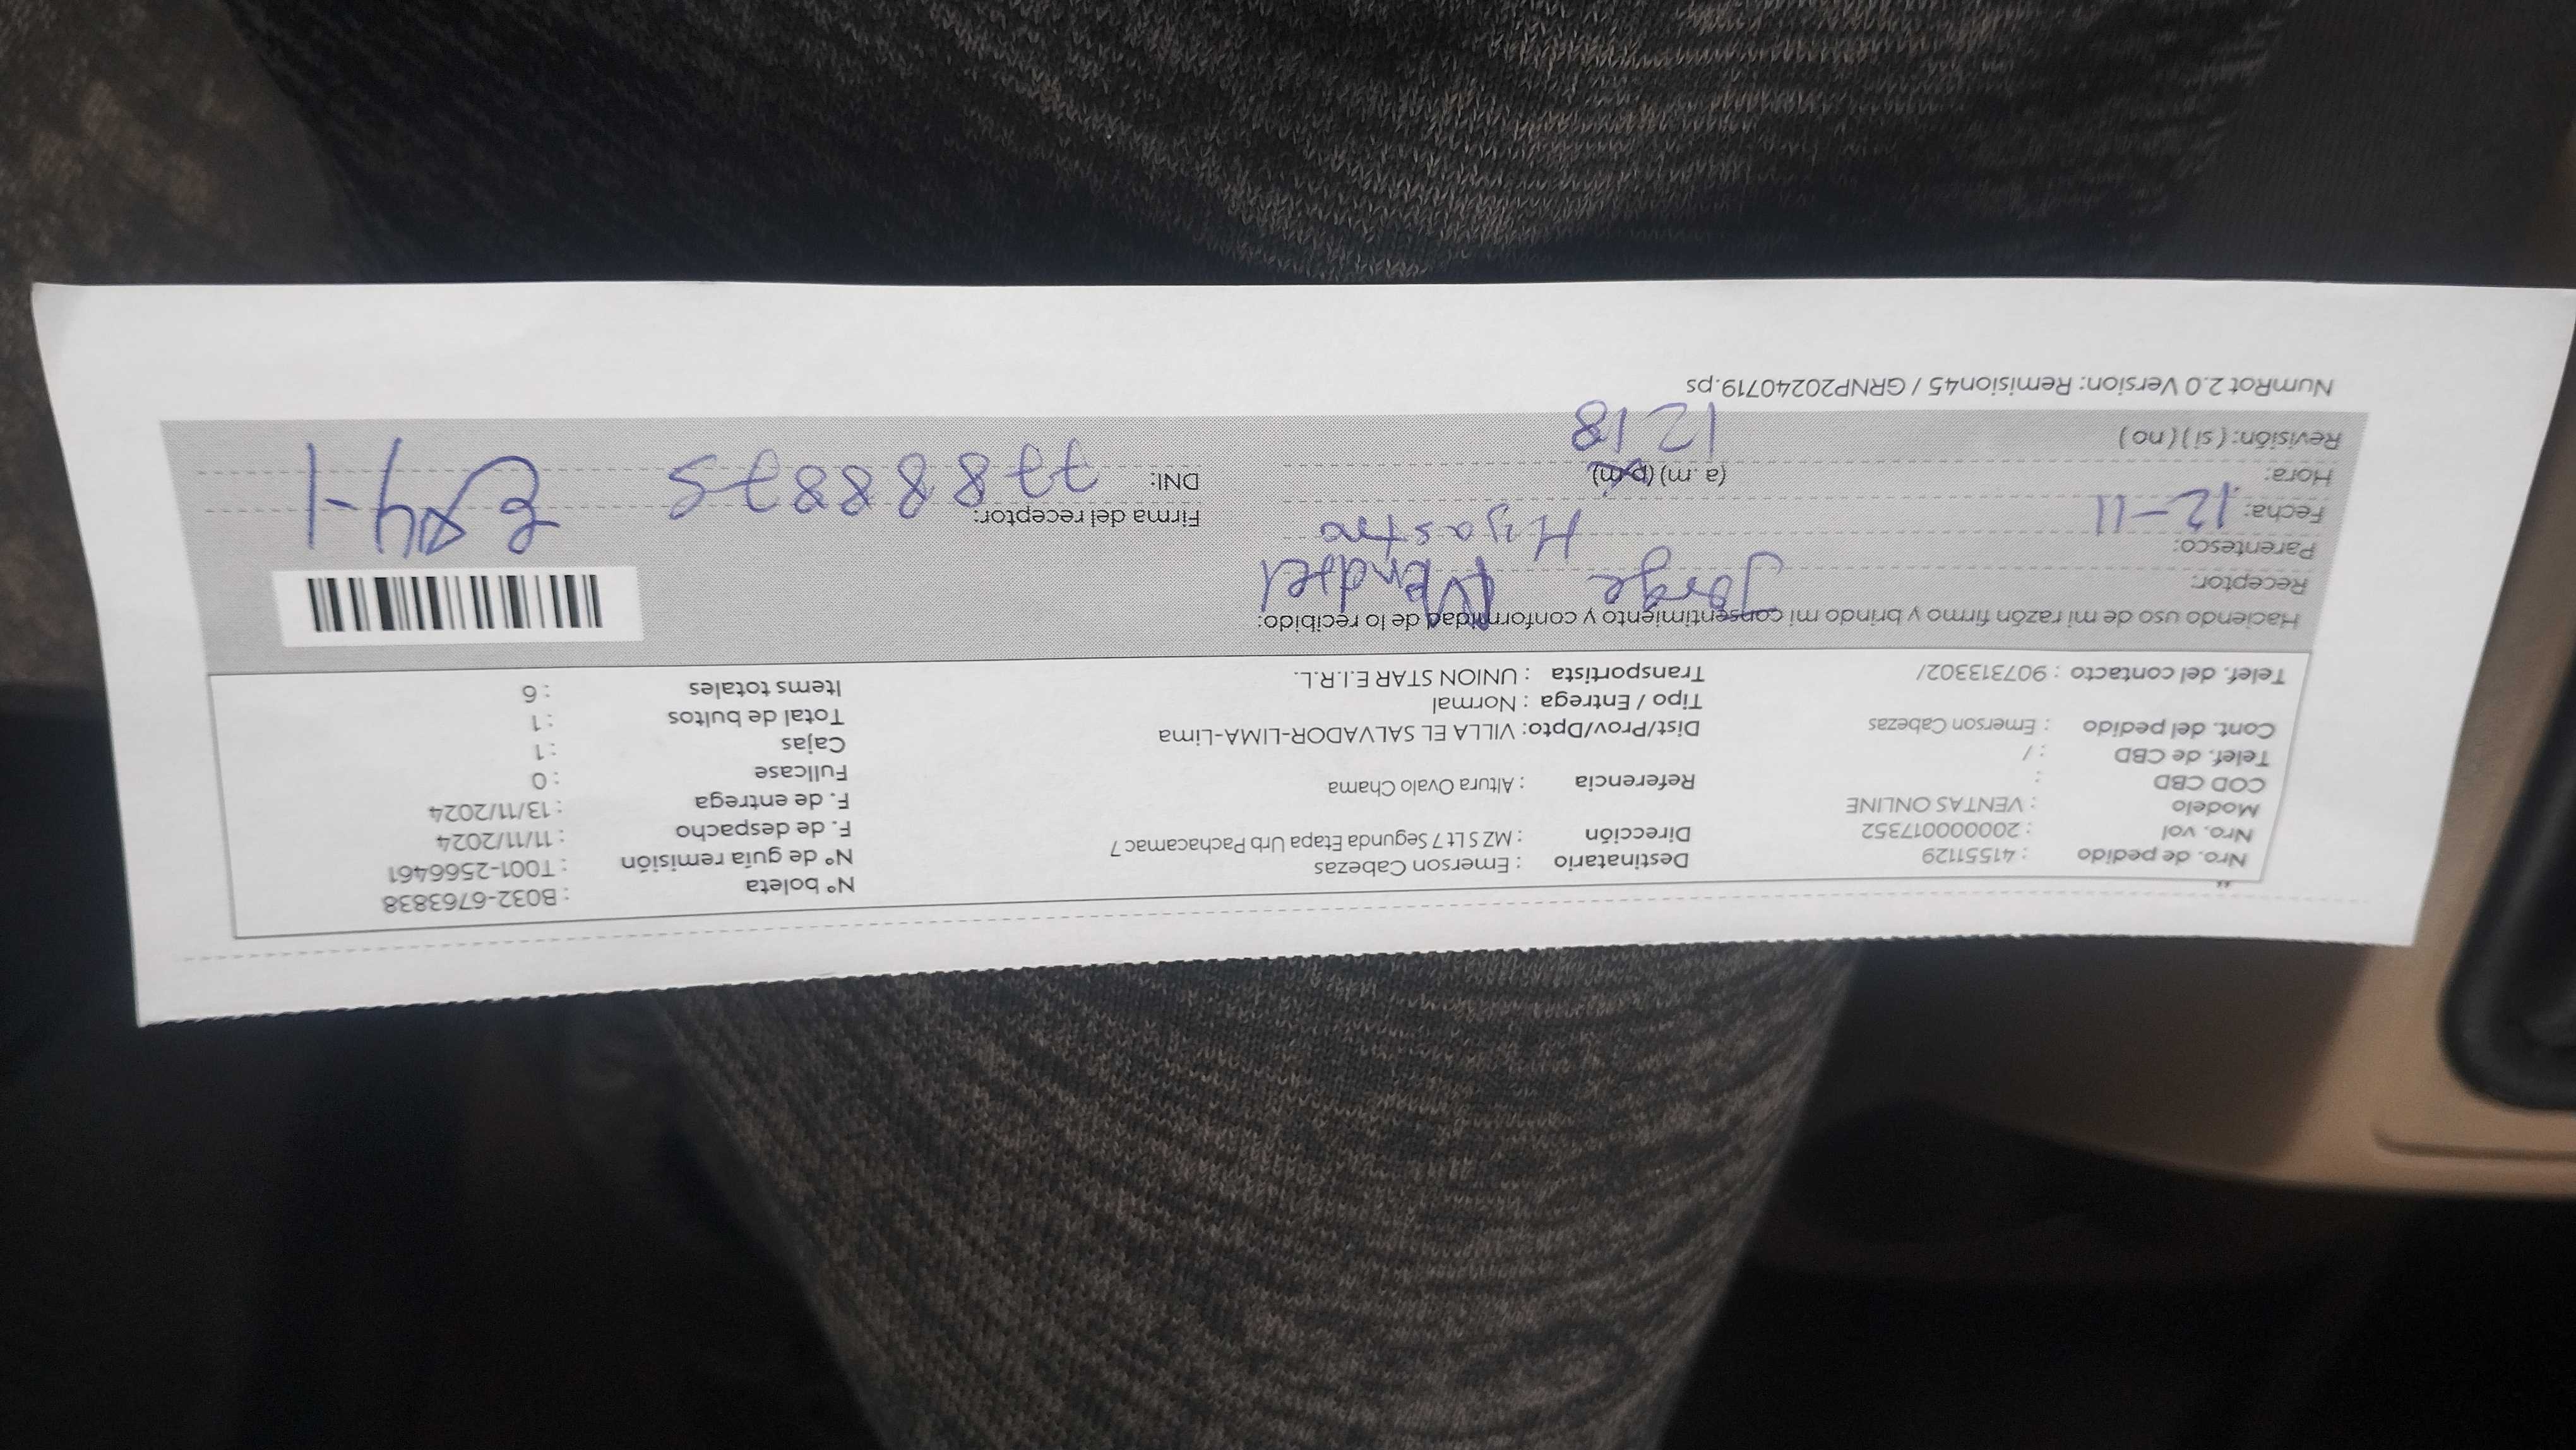 Nro. de pedido : 41551129
Nro. vol : 200000017352
Modelo : VENTAS ONLINE
COD CBD :
Telef. de CBD : /
Cont. del pedido : Emerson Cabezas
Telef. del contacto : 907313302/
Destinatario : Emerson Cabezas
Dirección : MZ S Lt 7 Segunda Etapa Urb Pachacamac 7
Referencia : Altura Ovalo Chama
Dist/Prov/Dpto: VILLA EL SALVADOR-LIMA-Lima
Tipo / Entrega : Normal
Transportista : UNION STAR E.I.R.L.
N° boleta : B032-6763838
N° de guía remisión : T001-2566461
F. de despacho : 11/11/2024
F. de entrega : 13/11/2024
Fullcase : 0
Cajas : 1
Total de bultos : 1
Items totales : 6
Haciendo uso de mi razón firmo y brindo mi consentimiento y conformidad de lo recibido:
Receptor: Jorge
Parentesco: Hijastro
Fecha: 12-11
Hora: (a.m) (p.m)
12 18
Revisión: (si) (no)
Firma del receptor:
DNI: 77888875
NumRot 2.0 Version: Remision45 / GRNP20240719.ps